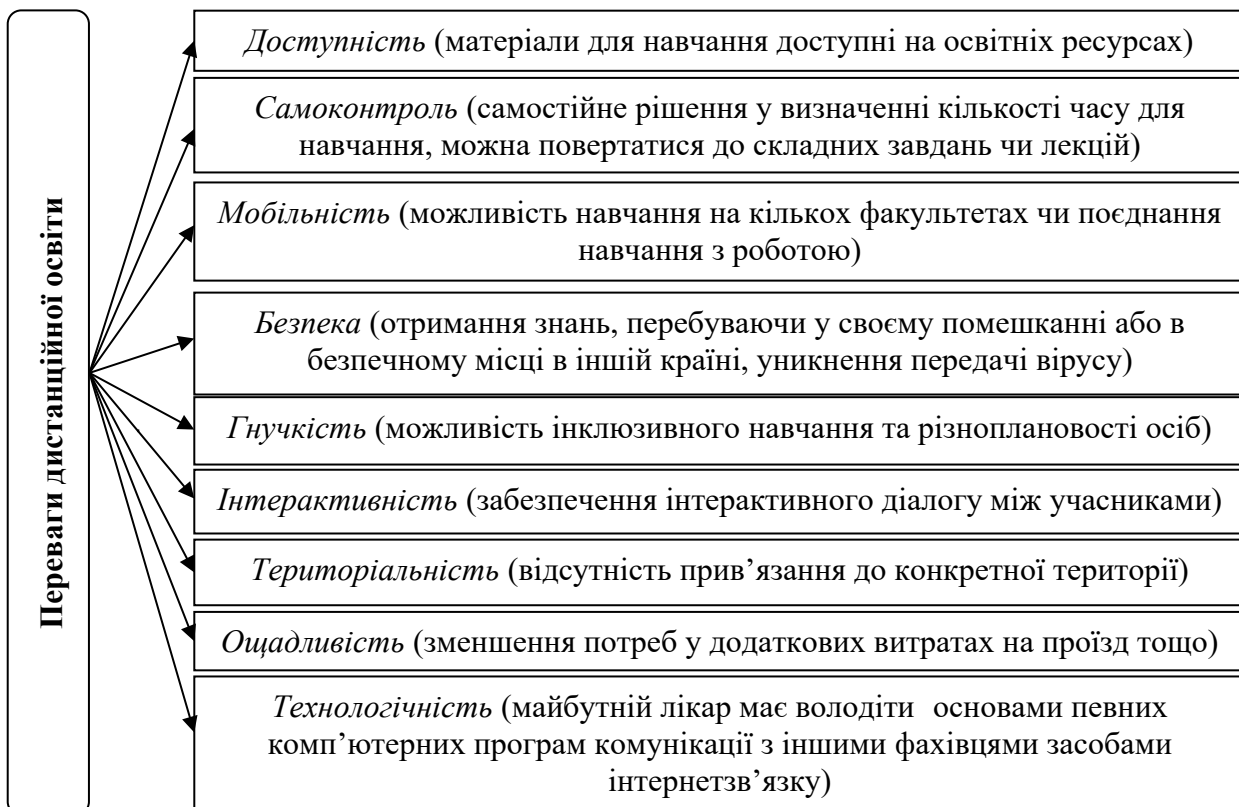 Переваги дистанційної освіти
Доступність (матеріали для навчання доступні на освітніх ресурсах)
Самоконтроль (самостійне рішення у визначенні кількості часу для
навчання, можна повертатися до складних завдань чи лекцій)
Мобільність (можливість навчання на кількох факультетах чи поєднання
навчання з роботою)
Безпека (отримання знань, перебуваючи у своєму помешканні або в
безпечному місці в іншій країні, уникнення передачі вірусу)
Гнучкість (можливість інклюзивного навчання та різноплановості осіб)
Інтерактивність (забезпечення інтерактивного діалогу між учасниками)
Територіальність (відсутність прив’язання до конкретної території)
Ощадливість (зменшення потреб у додаткових витратах на проїзд тощо)
Технологічність (майбутній лікар має володіти основами певних
комп’ютерних програм комунікації з іншими фахівцями засобами
інтернетзв’язку)